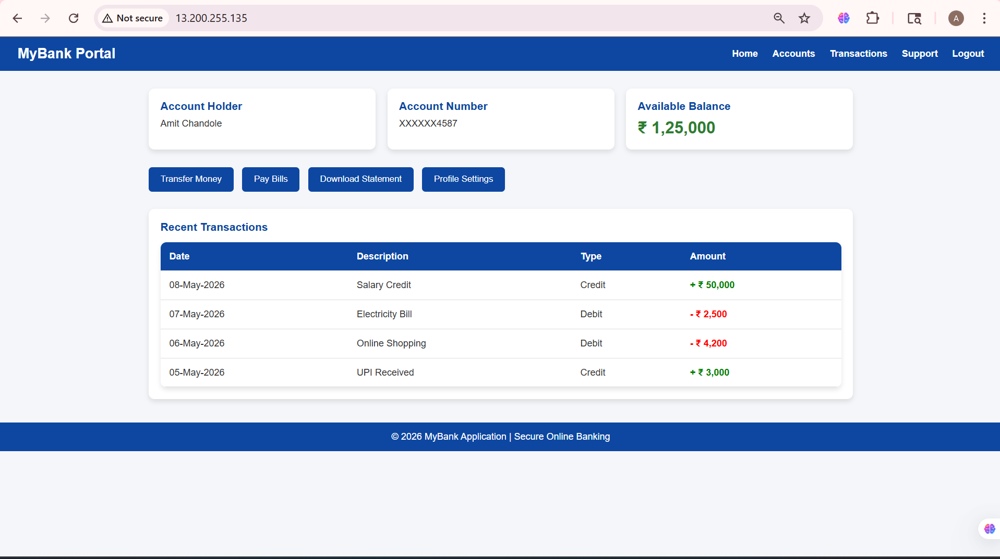 Not secure 13.200.255.135
A
MyBank Portal
Home Accounts Transactions Support Logout
Account Holder
Amit Chandole
Account Number
XXXXXX4587
Available Balance
₹ 1,25,000
Transfer Money Pay Bills Download Statement Profile Settings
Recent Transactions
Date Description Type Amount
08-May-2026 Salary Credit Credit + ₹ 50,000
07-May-2026 Electricity Bill Debit - ₹ 2,500
06-May-2026 Online Shopping Debit - ₹ 4,200
05-May-2026 UPI Received Credit + ₹ 3,000
© 2026 MyBank Application | Secure Online Banking